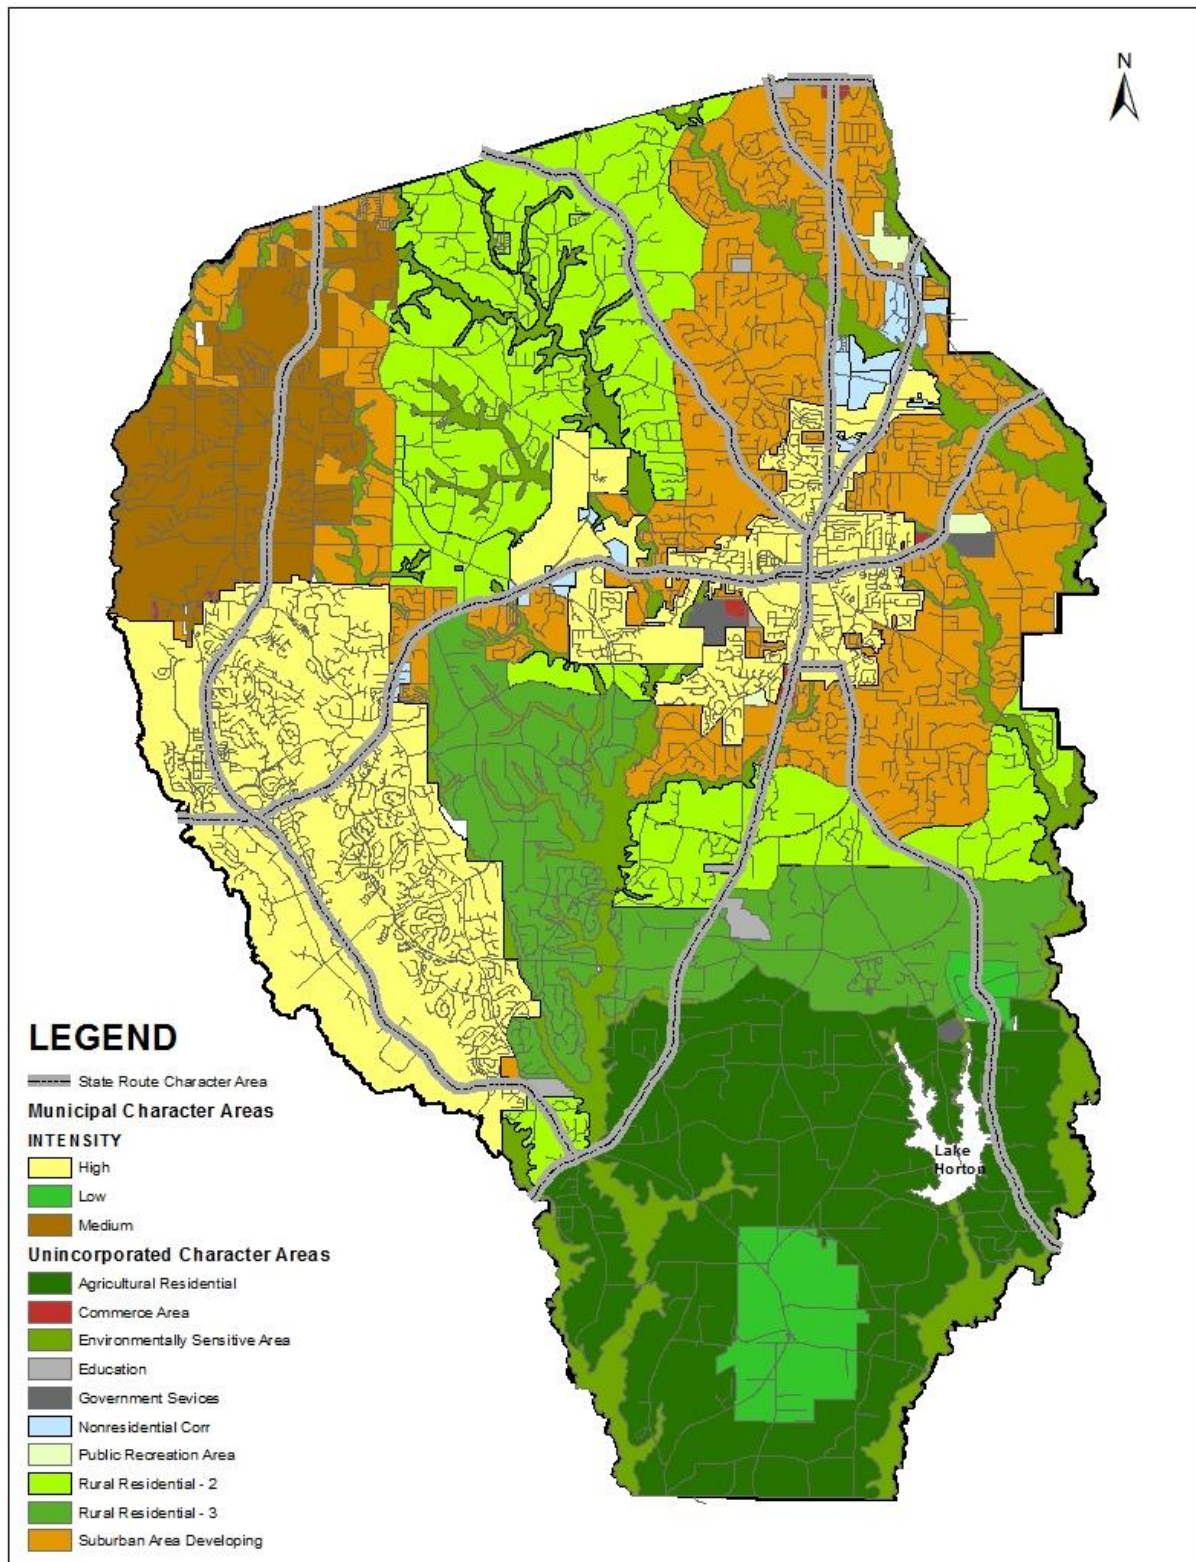 N
Lake
Horton
LEGEND
State Route Character Area
Municipal Character Areas
INTENSITY
High
Low
Medium
Unincorporated Character Areas
Agricultural Residential
Commerce Area
Environmentally Sensitive Area
Education
Government Sevices
Nonresidential Corr
Public Recreation Area
Rural Residential - 2
Rural Residential - 3
Suburban Area Developing